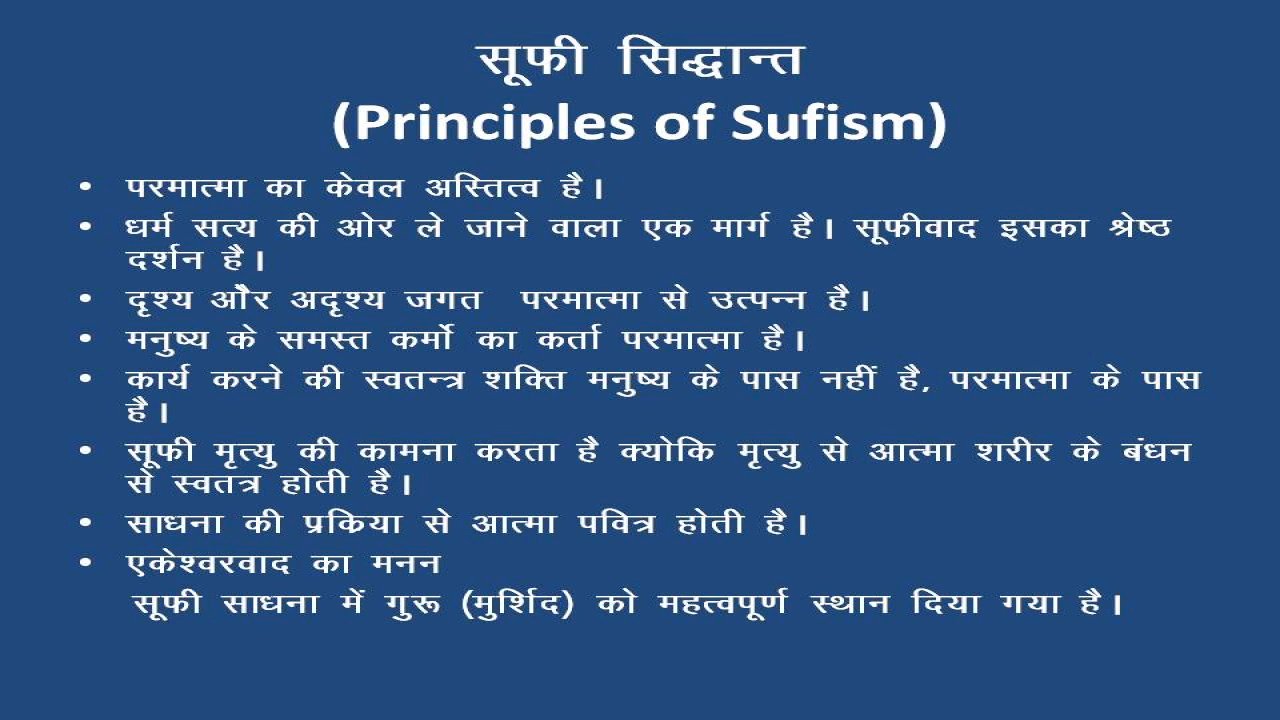 सूफी सिद्धान्त
(Principles of Sufism)
• परमात्मा का केवल अस्तित्व है।
• धर्म सत्य की ओर ले जाने वाला एक मार्ग है। सूफीवाद इसका श्रेष्ठ
दर्शन है।
• दृश्य और अदृश्य जगत परमात्मा से उत्पन्न है।
• मनुष्य के समस्त कर्मो का कर्ता परमात्मा है।
• कार्य करने की स्वतन्त्र शक्ति मनुष्य के पास नहीं है, परमात्मा के पास
है।
• सूफी मृत्यु की कामना करता है क्योकि मृत्यु से आत्मा शरीर के बंधन
से स्वतत्र होती है।
• साधना की प्रकिया से आत्मा पवित्र होती है।
• एकेश्वरवाद का मनन
सूफी साधना में गुरू (मुर्शिद) को महत्वपूर्ण स्थान दिया गया है।